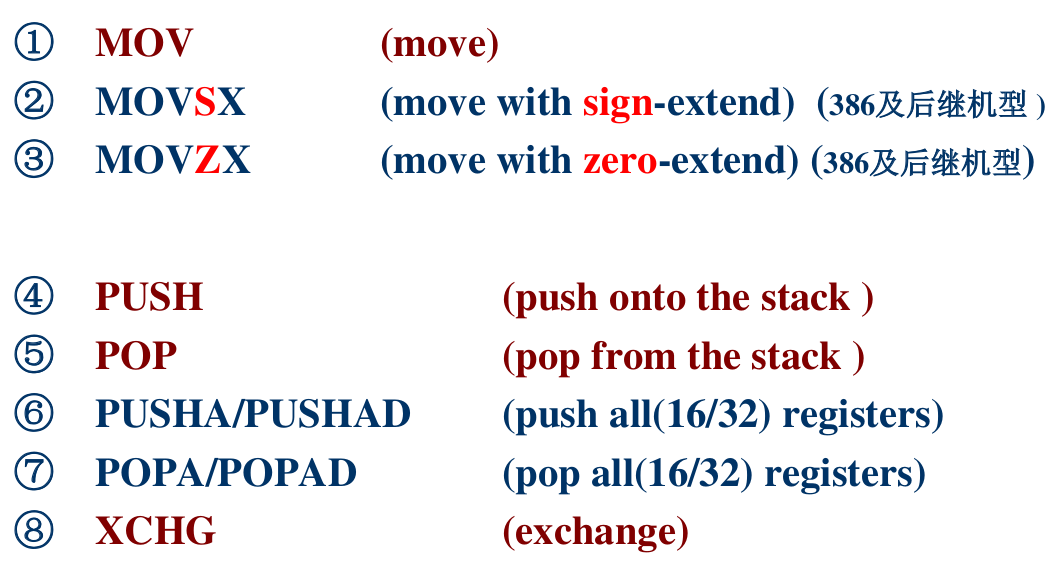 ① MOV (move)
② MOVSX (move with sign-extend) (386及后继机型 )
③ MOVZX (move with zero-extend) (386及后继机型)
④ PUSH (push onto the stack )
⑤ POP (pop from the stack )
⑥ PUSHA/PUSHAD (push all(16/32) registers)
⑦ POPA/POPAD (pop all(16/32) registers)
⑧ XCHG (exchange)